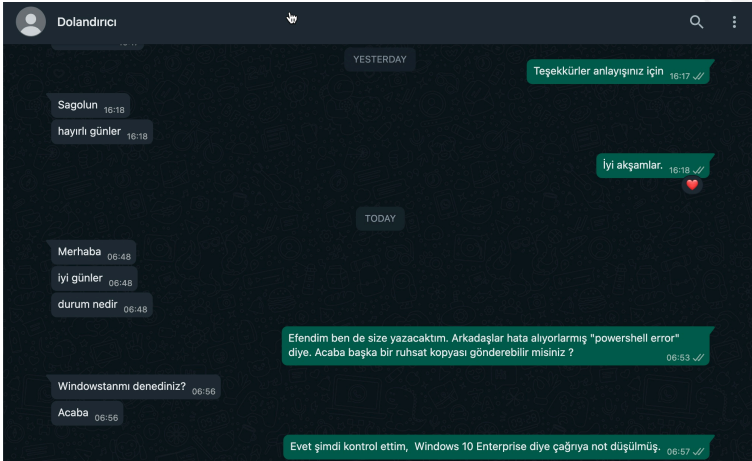 Dolandırıcı
YESTERDAY
Teşekkürler anlayışınız için 16:17
Sagolun 16:18
hayırlı günler 16:18
İyi akşamlar. 16:18
TODAY
Merhaba 06:48
iyi günler 06:48
durum nedir 06:48
Efendim ben de size yazacaktım. Arkadaşlar hata alıyorlarmış "powershell error"
diye. Acaba başka bir ruhsat kopyası gönderebilir misiniz ? 06:53
Windowstanmı denediniz? 06:56
Acaba 06:56
Evet şimdi kontrol ettim, Windows 10 Enterprise diye çağrıya not düşülmüş. 06:57